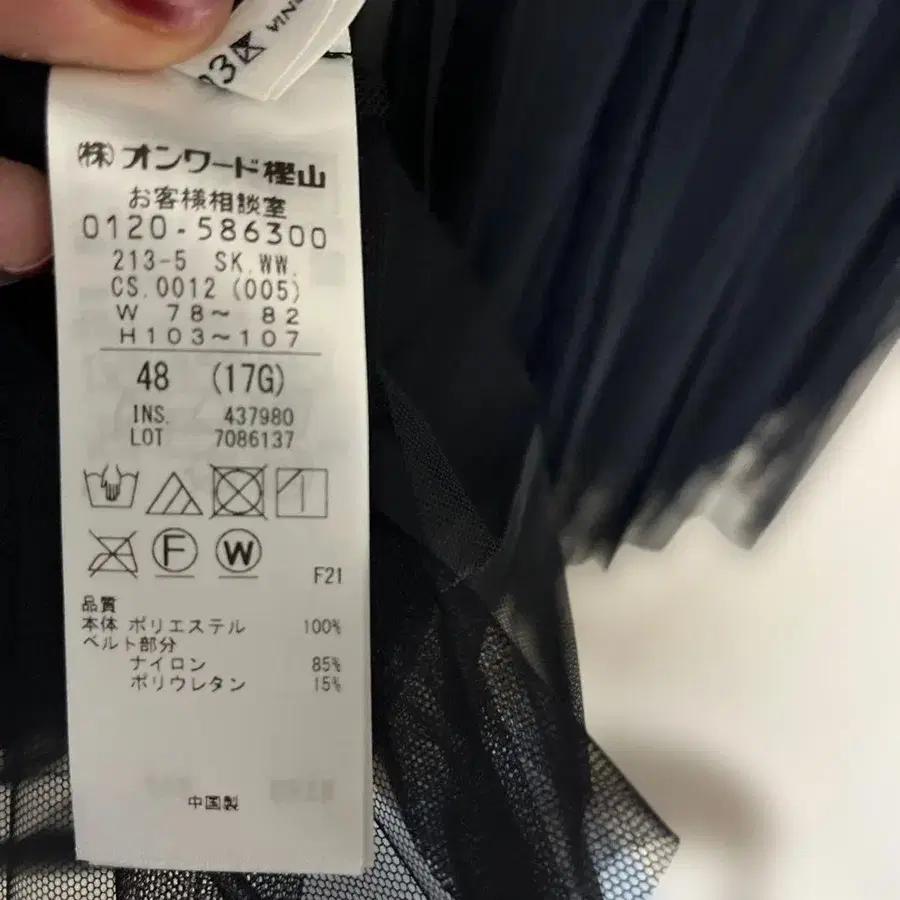 NIA
03
(株)オンワード樫山
お客様相談室
0120-586300
213-5 SK.WW.
CS.0012 (005)
W 78～ 82
H103～107
48 (17G)
INS. 437980
LOT 7086137
F W
F21
品質
本体 ポリエステル 100%
ベルト部分
ナイロン 85%
ポリウレタン 15%
中国製